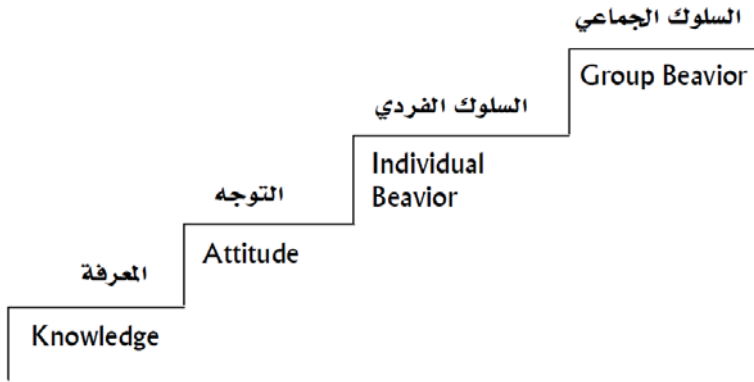 السلوك الجماعي
Group Beavior
السلوك الفردي
Individual
Beavior
التوجه
Attitude
المعرفة
Knowledge